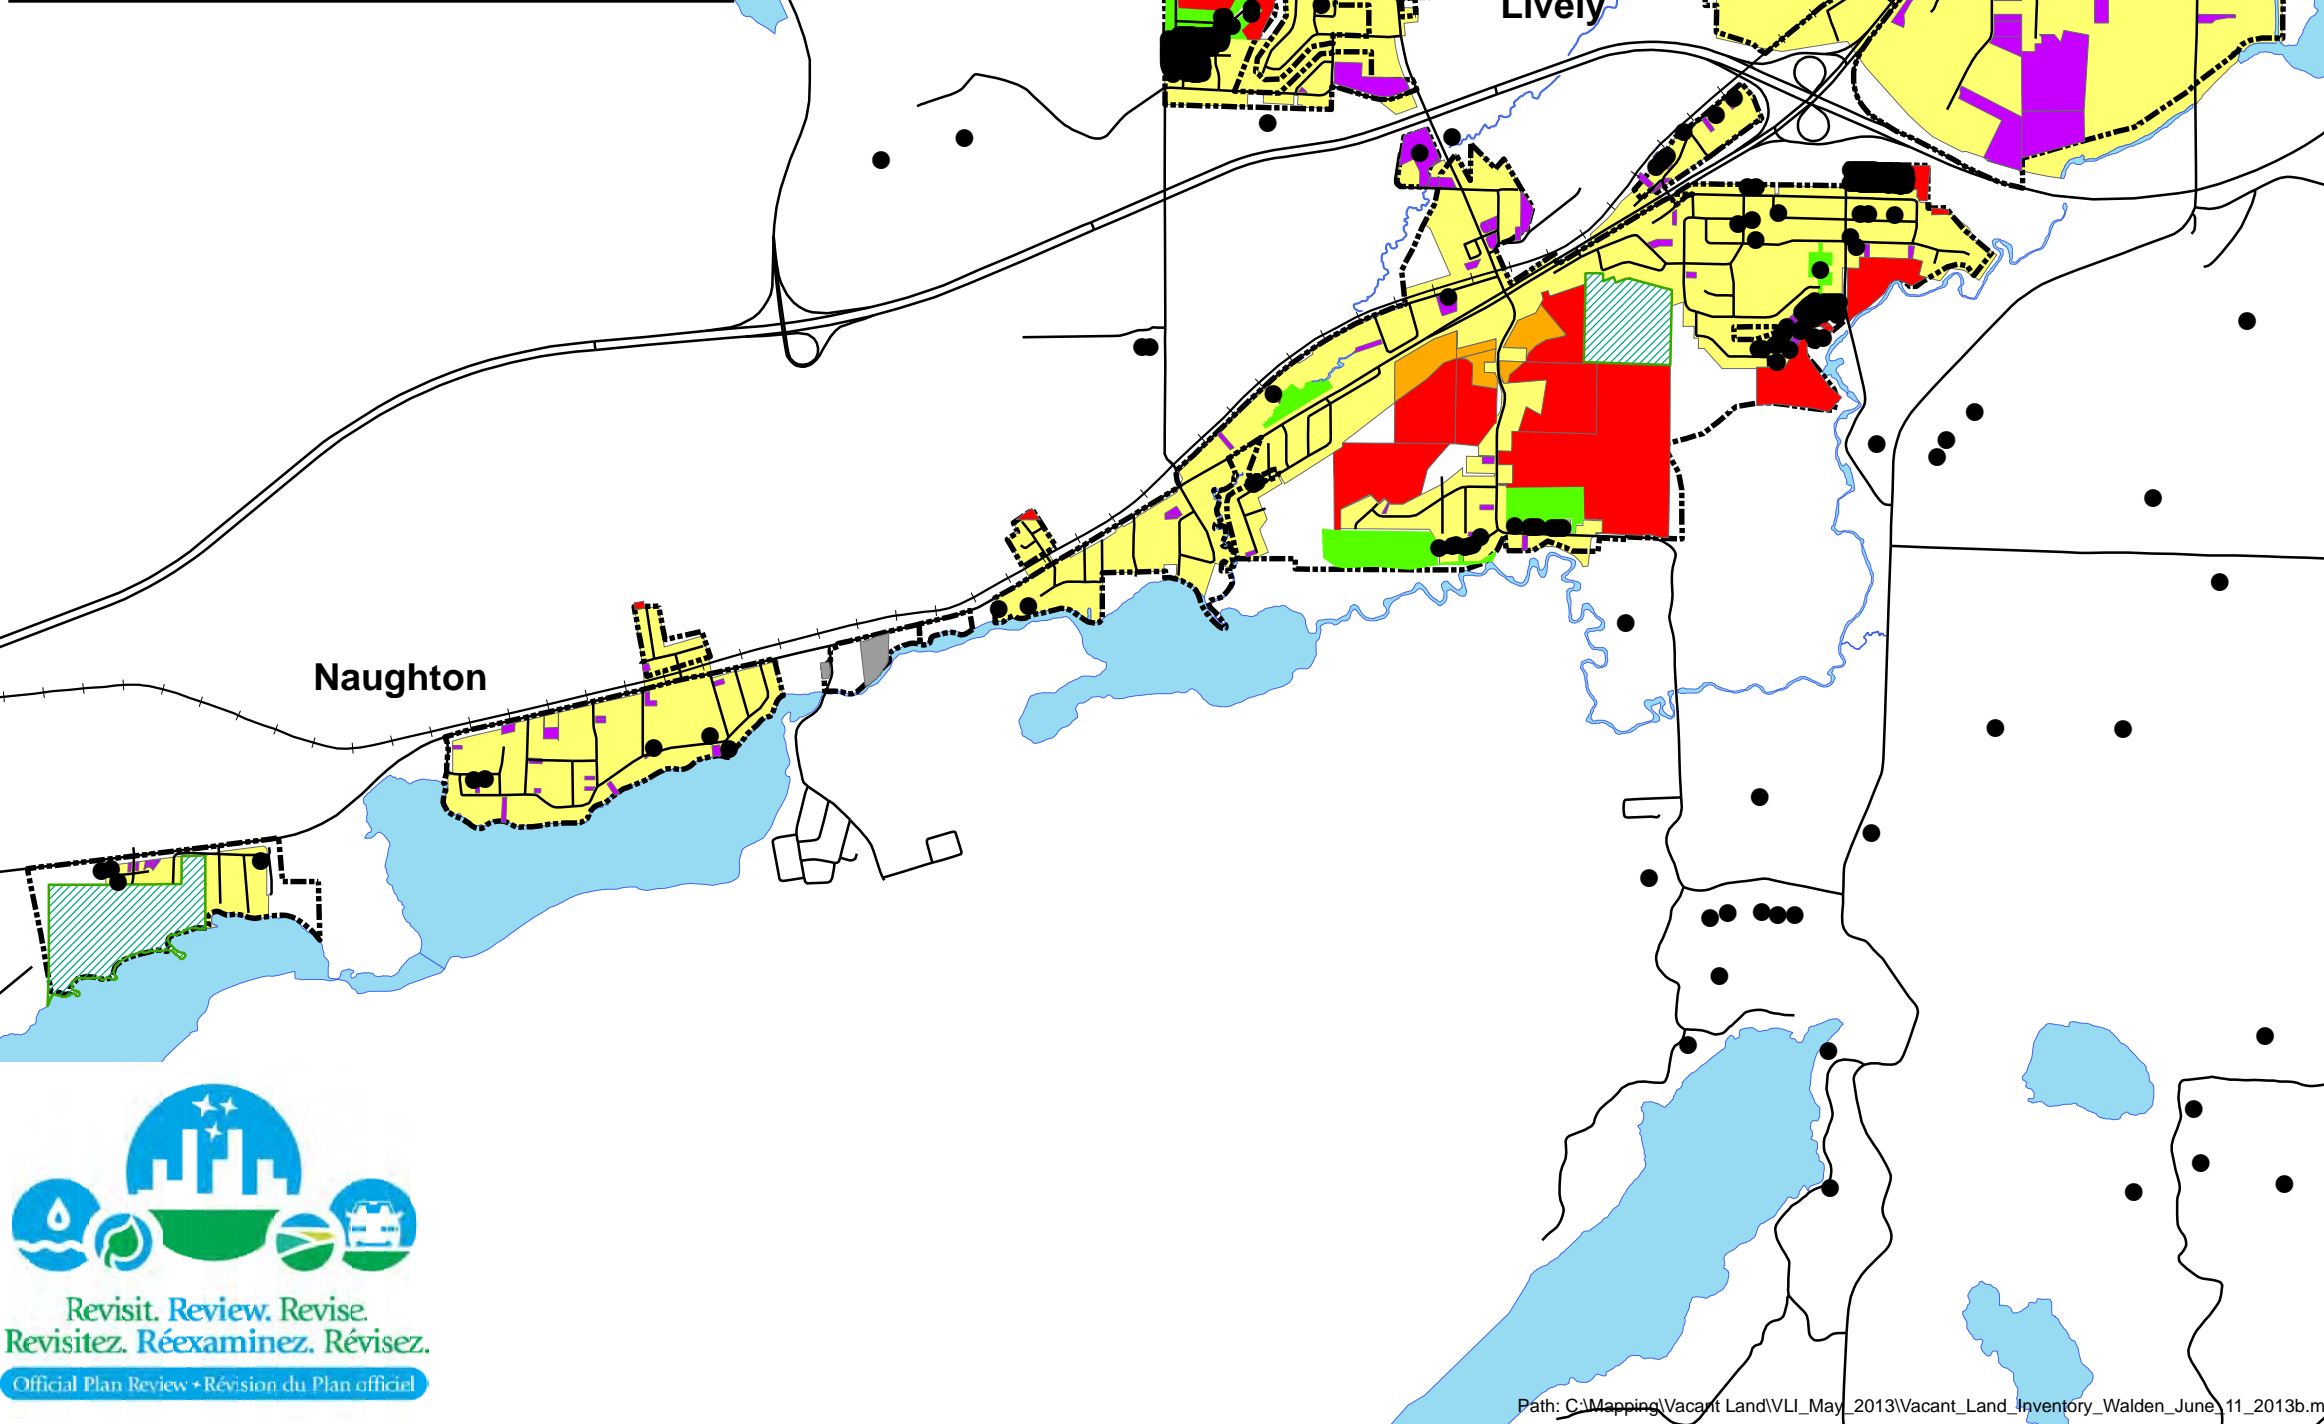 Lively
Naughton
Revisit. Review. Revise.
Revisitez. Réexaminez. Révisez.
Official Plan Review • Révision du Plan officiel
Path: C:\Mapping\Vacant Land\VLI_May_2013\Vacant_Land_Inventory_Walden_June_11_2013b.m